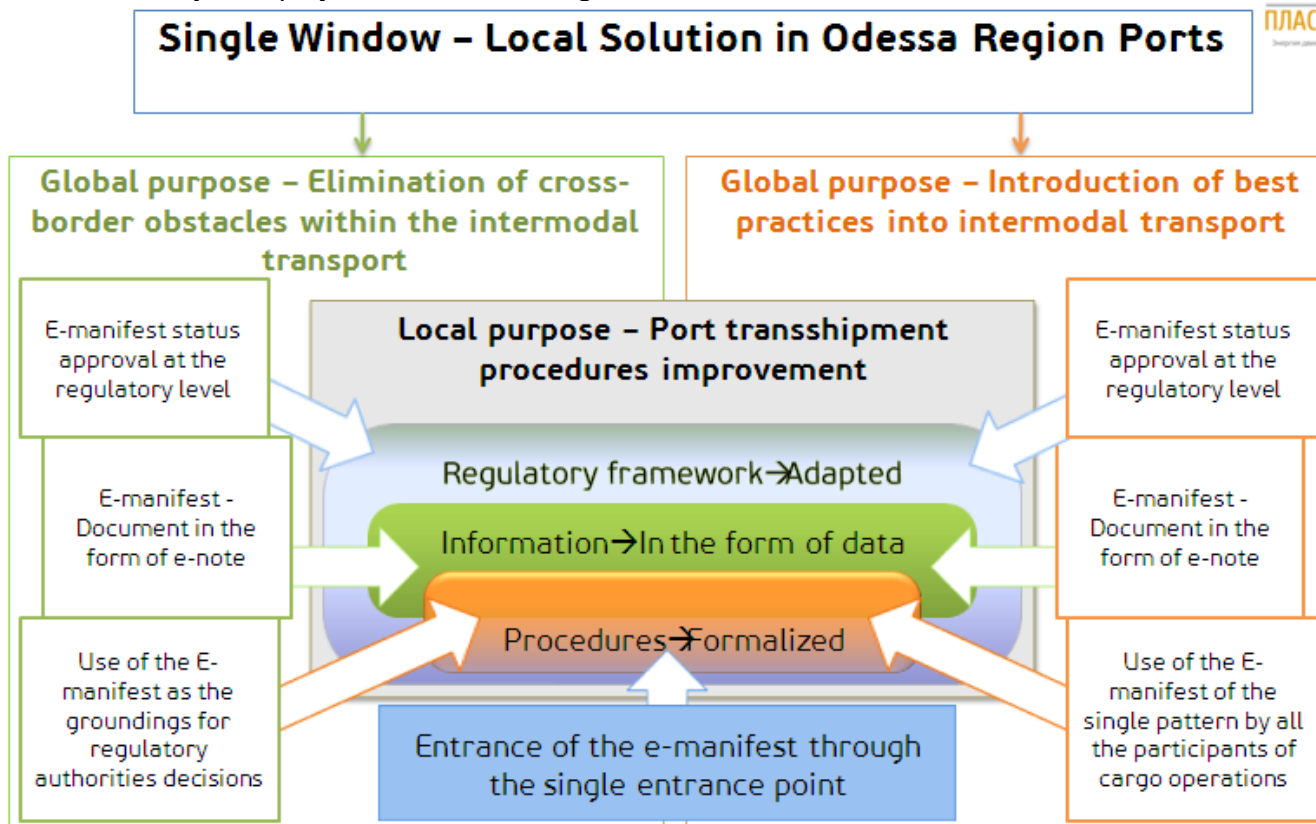 Single Window – Local Solution in Odessa Region Ports
ПЛАС
Global purpose – Elimination of cross-
border obstacles within the intermodal
transport
Global purpose – Introduction of best
practices into intermodal transport
E-manifest status
approval at the
regulatory level
E-manifest -
Document in the
form of e-note
Use of the E-
manifest as the
groundings for
regulatory
authorities decisions
Local purpose – Port transshipment
procedures improvement
Regulatory framework→Adapted
Information→In the form of data
Procedures→Formalized
Entrance of the e-manifest through
the single entrance point
E-manifest status
approval at the
regulatory level
E-manifest -
Document in the
form of e-note
Use of the E-
manifest of the
single pattern by all
the participants of
cargo operations